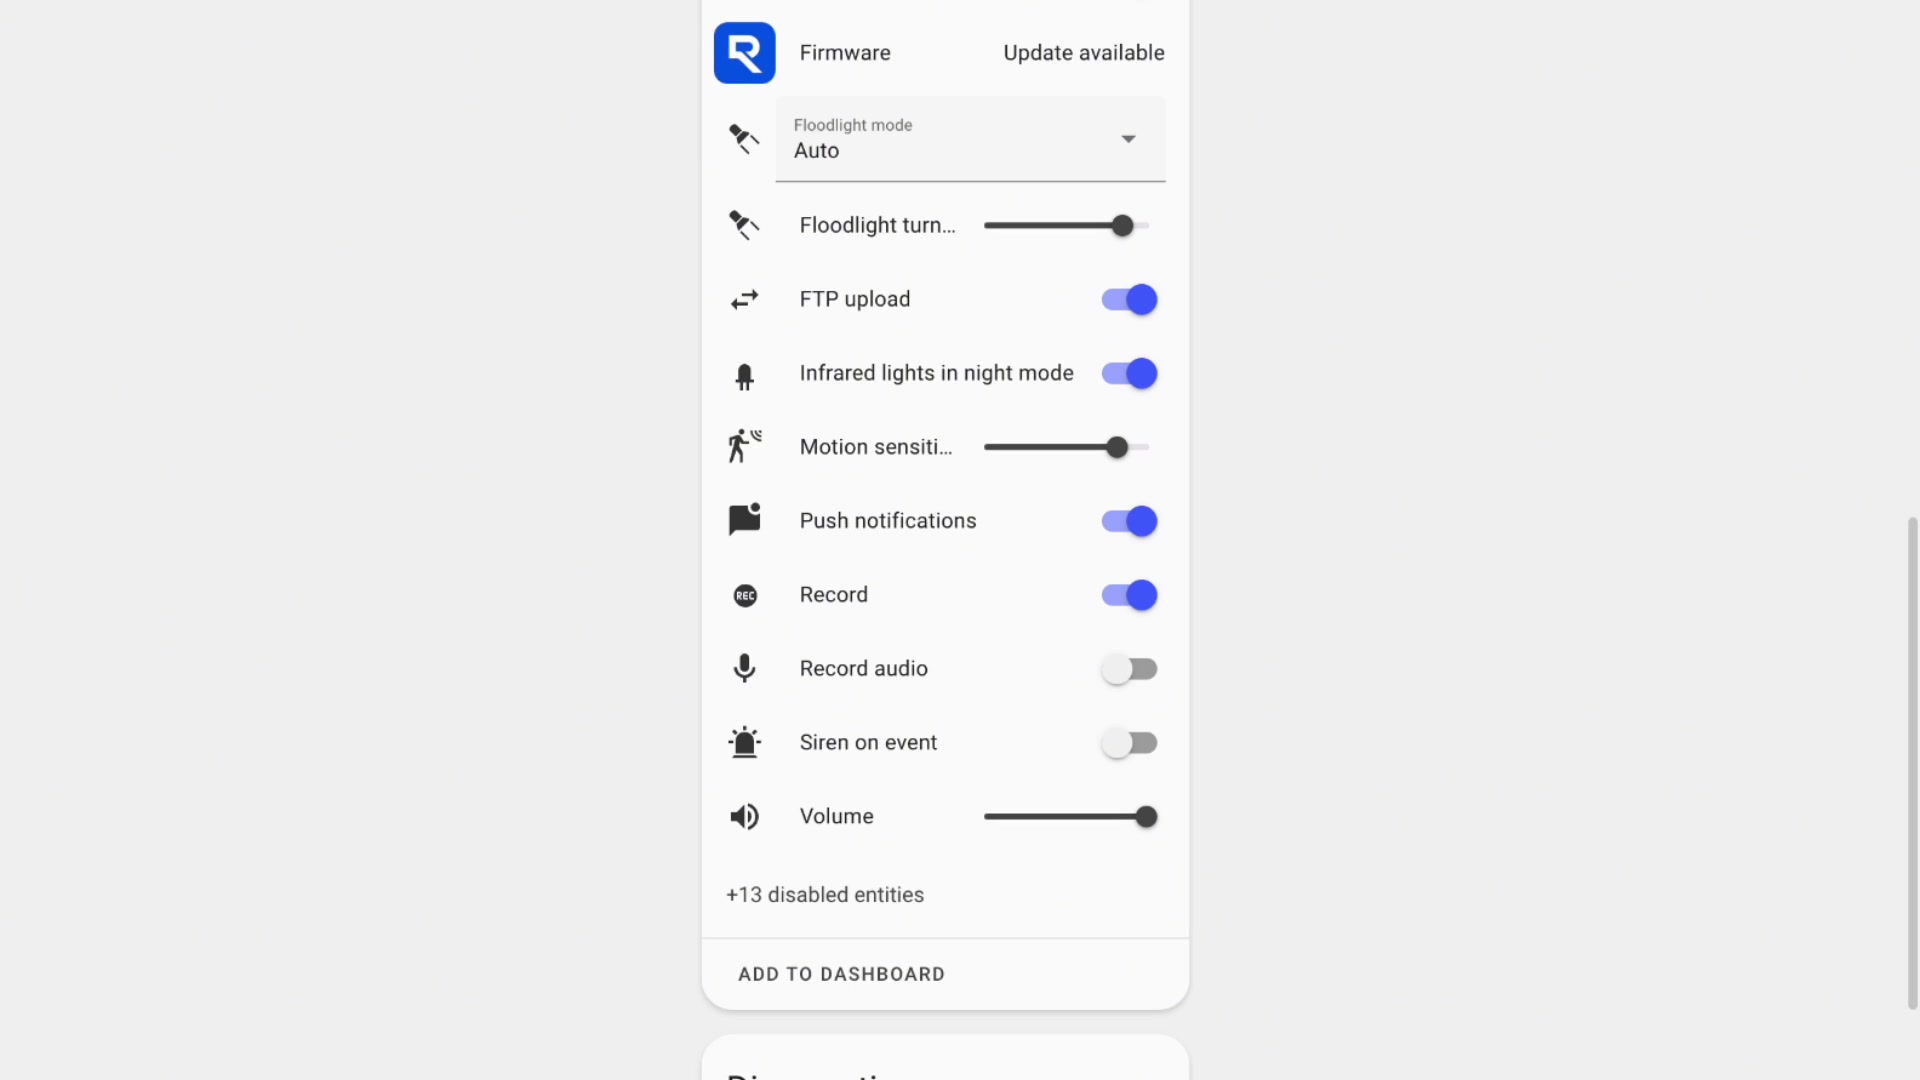 Firmware Update available
Floodlight mode
Auto
Floodlight turn...
FTP upload
Infrared lights in night mode
Motion sensiti...
Push notifications
REC Record
Record audio
Siren on event
Volume
+13 disabled entities
ADD TO DASHBOARD